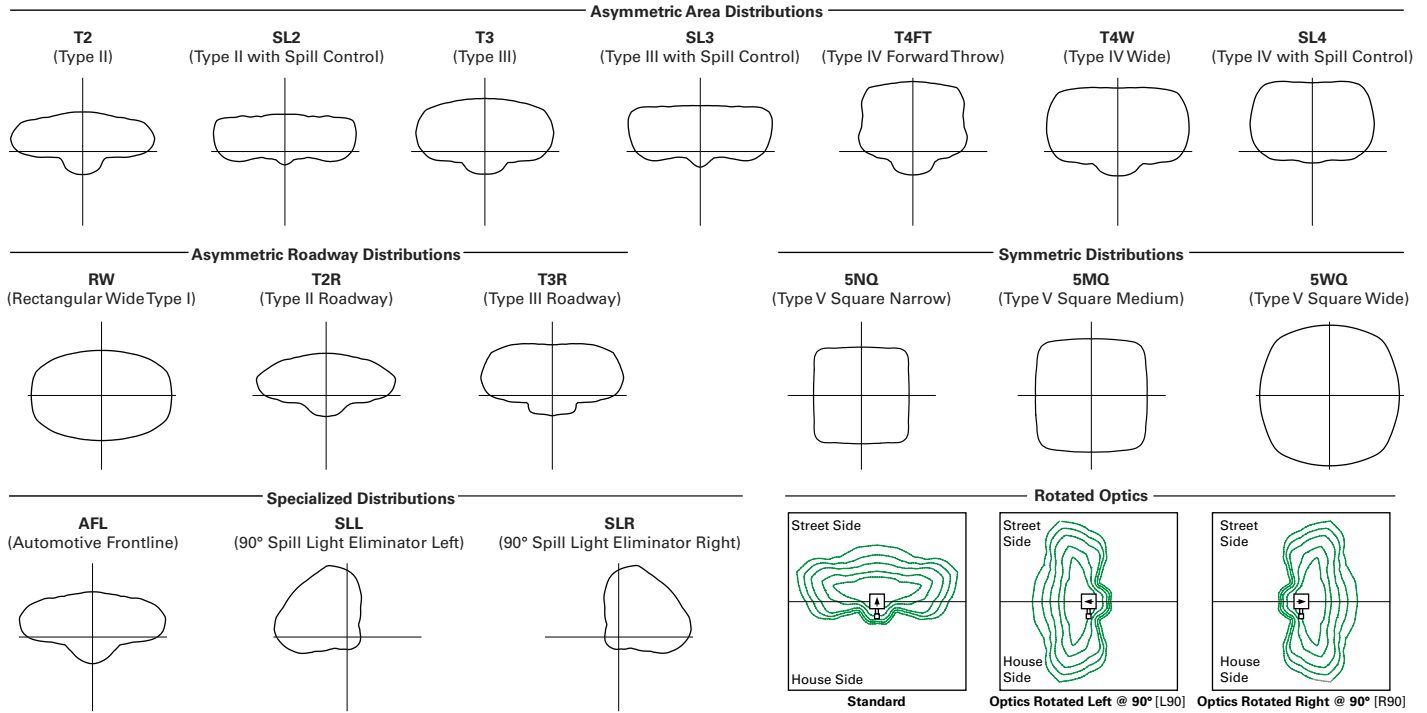 Asymmetric Area Distributions
T2
(Type II)
SL2
(Type II with Spill Control)
T3
(Type III)
SL3
(Type III with Spill Control)
T4FT
(Type IV Forward Throw)
T4W
(Type IV Wide)
SL4
(Type IV with Spill Control)
Asymmetric Roadway Distributions
RW
(Rectangular Wide Type I)
T2R
(Type II Roadway)
T3R
(Type III Roadway)
Symmetric Distributions
5NQ
(Type V Square Narrow)
5MQ
(Type V Square Medium)
5WQ
(Type V Square Wide)
Specialized Distributions
AFL
(Automotive Frontline)
SLL
(90° Spill Light Eliminator Left)
SLR
(90° Spill Light Eliminator Right)
Rotated Optics
Street Side
House Side
Standard
Street
Side
House
Side
Optics Rotated Left @ 90° [L90]
Street
Side
House
Side
Optics Rotated Right @ 90° [R90]